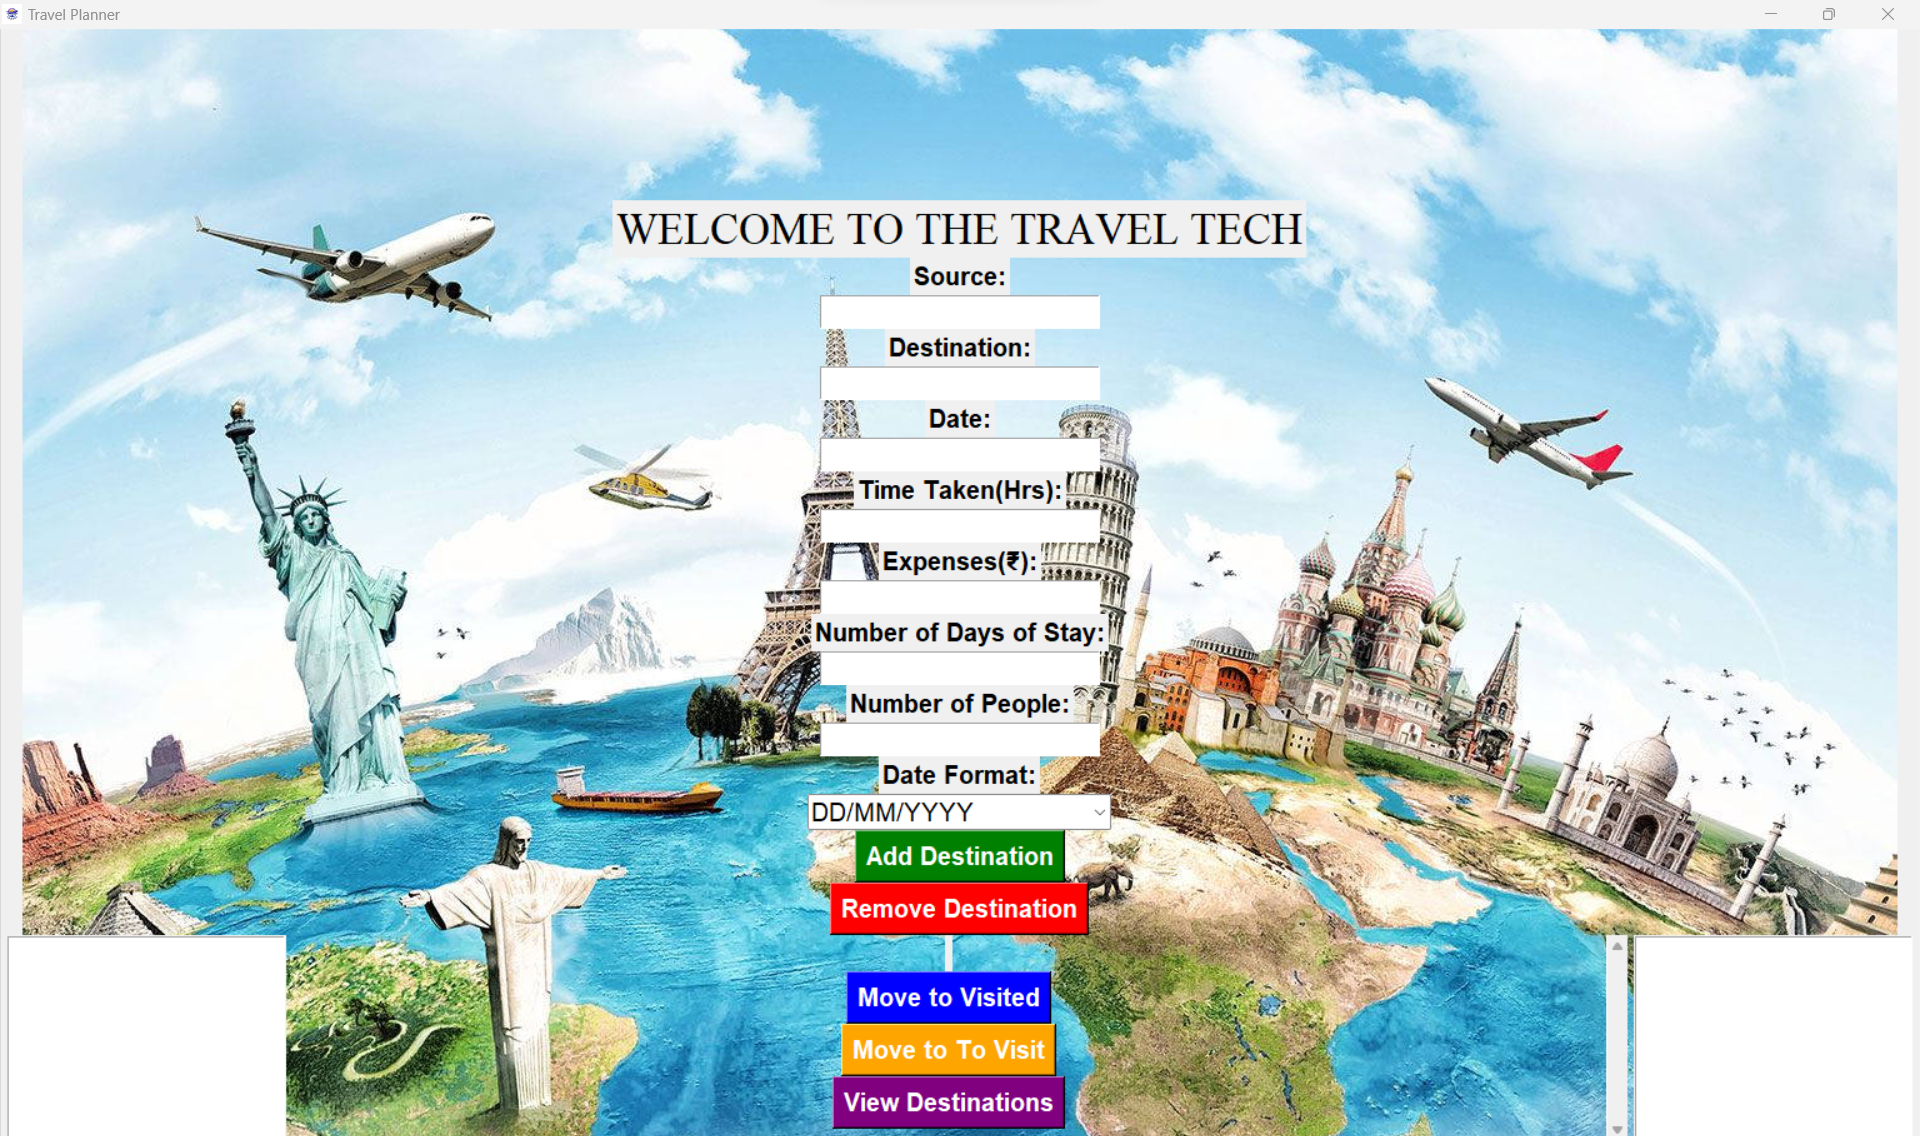 Travel Planner
WELCOME TO THE TRAVEL TECH
Source:
Destination:
Date:
Time Taken(Hrs):
Expenses(₹):
Number of Days of Stay:
Number of People:
Date Format:
DD/MM/YYYY
Add Destination
Remove Destination
Move to Visited
Move to To Visit
View Destinations